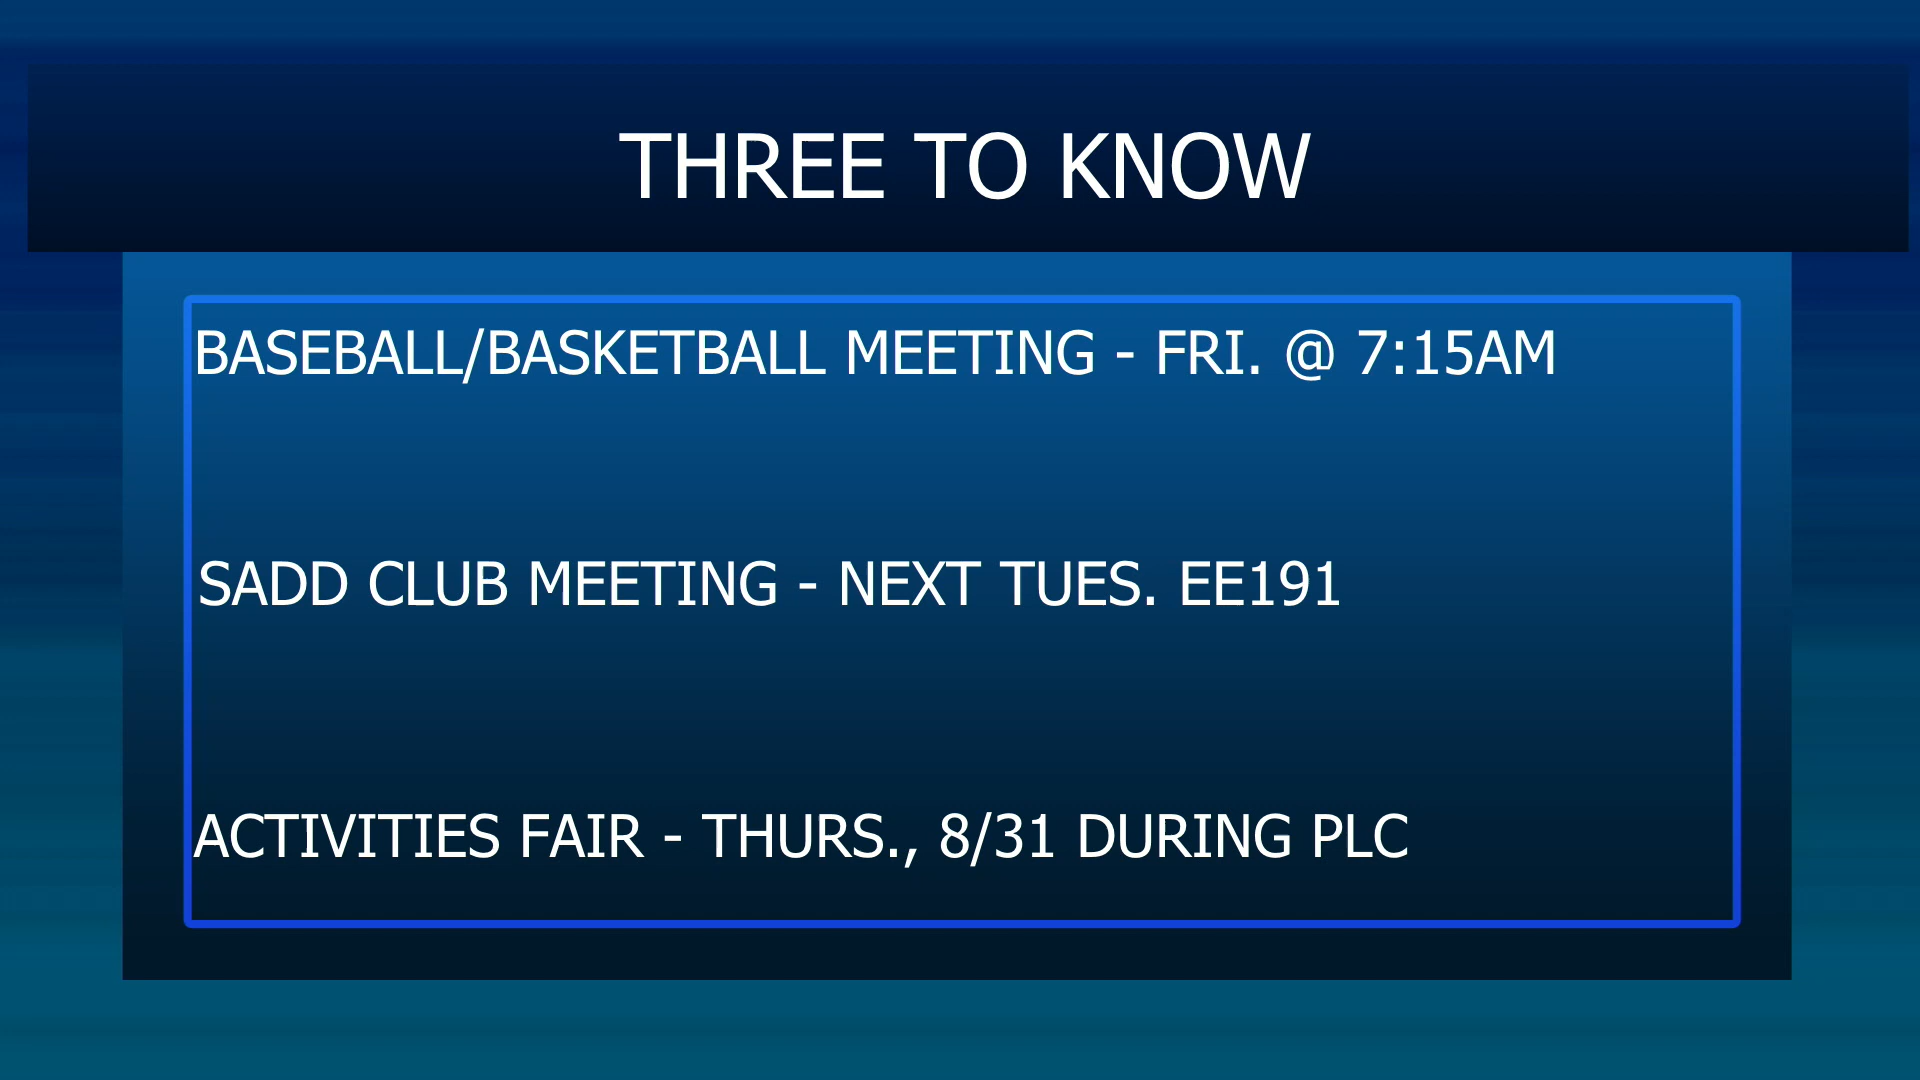 THREE TO KNOW
BASEBALL/BASKETBALL MEETING - FRI. @ 7:15AM
SADD CLUB MEETING - NEXT TUES. EE191
ACTIVITIES FAIR - THURS., 8/31 DURING PLC